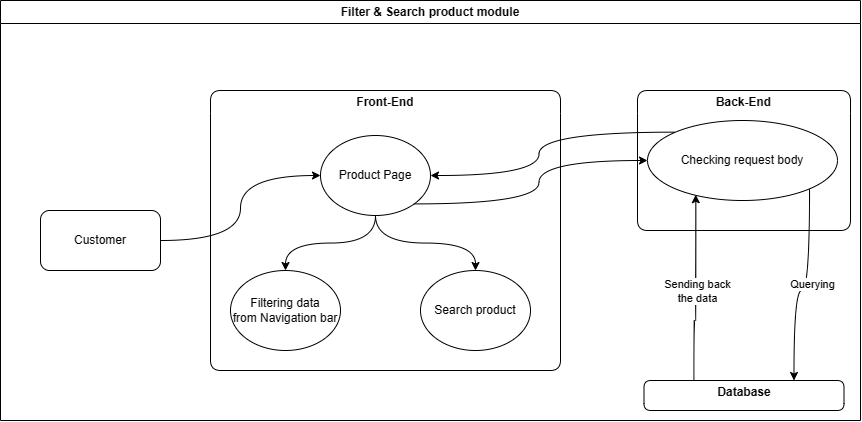 Filter & Search product module
Front-End
Back-End
Product Page
Checking request body
Customer
Filtering data
from Navigation bar
Search product
Sending back
the data
Querying
Database